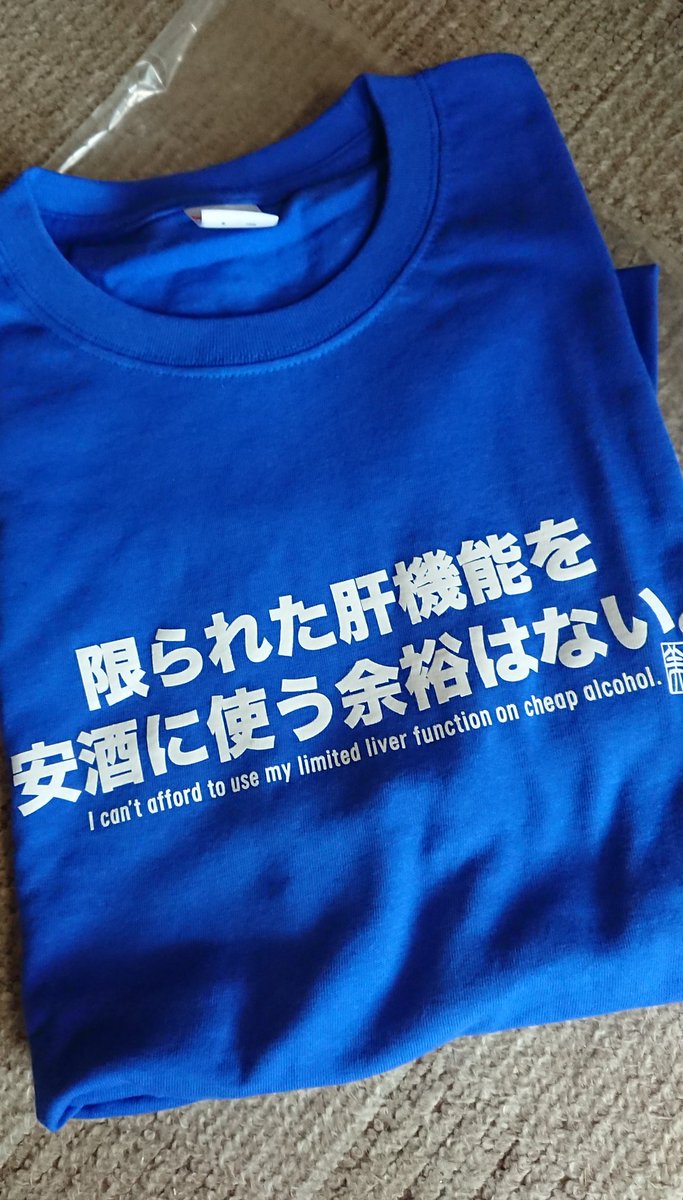 限られた肝機能を
安酒に使う余裕はない。
I can't afford to use my limited liver function on cheap alcohol.